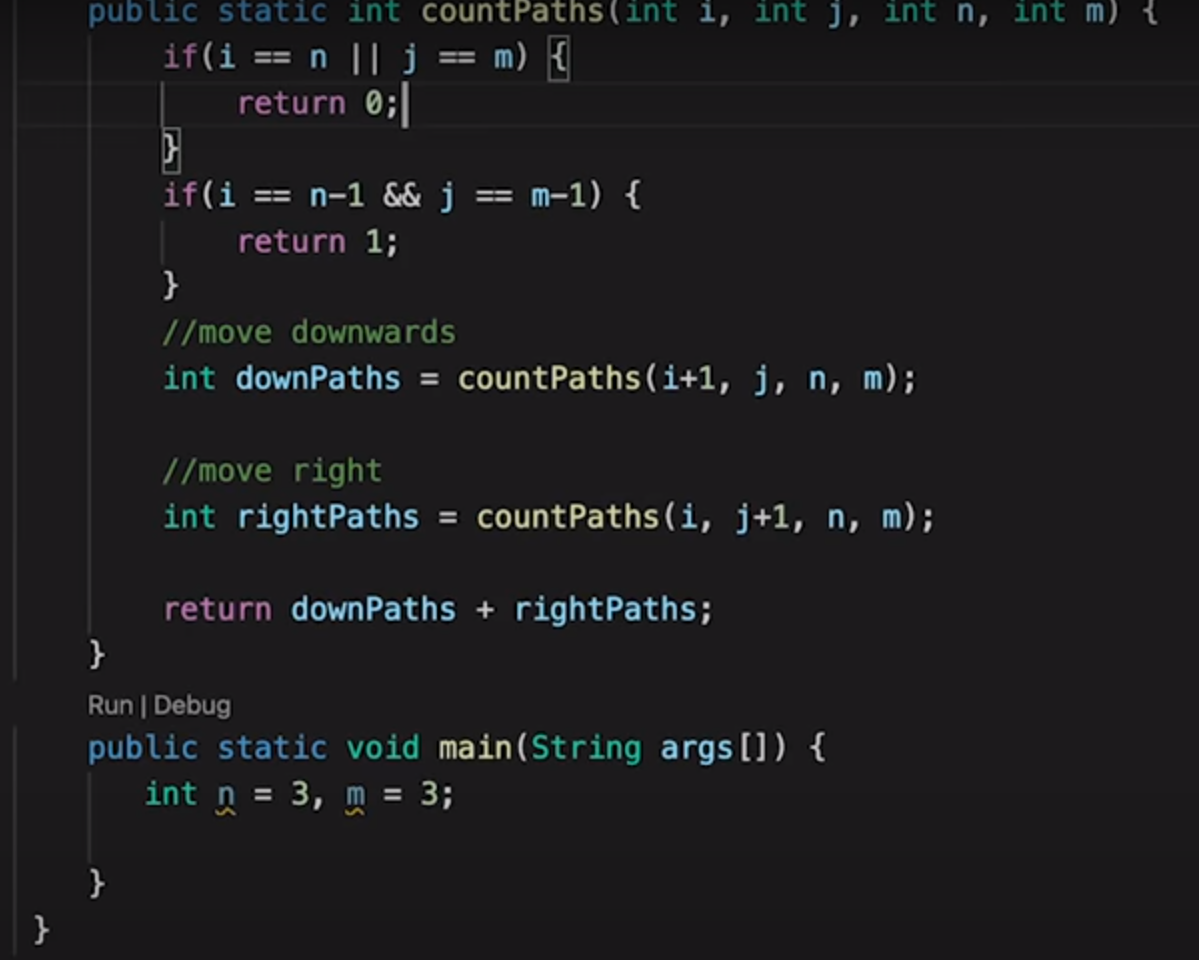 public static int countPaths(int i, int j, int n, int m) {
if(i == n || j == m) {
return 0;
}
if(i == n-1 && j == m-1) {
return 1;
}
//move downwards
int downPaths = countPaths(i+1, j, n, m);
//move right
int rightPaths = countPaths(i, j+1, n, m);
return downPaths + rightPaths;
}
Run | Debug
public static void main(String args[]) {
int n = 3, m = 3;
}
}